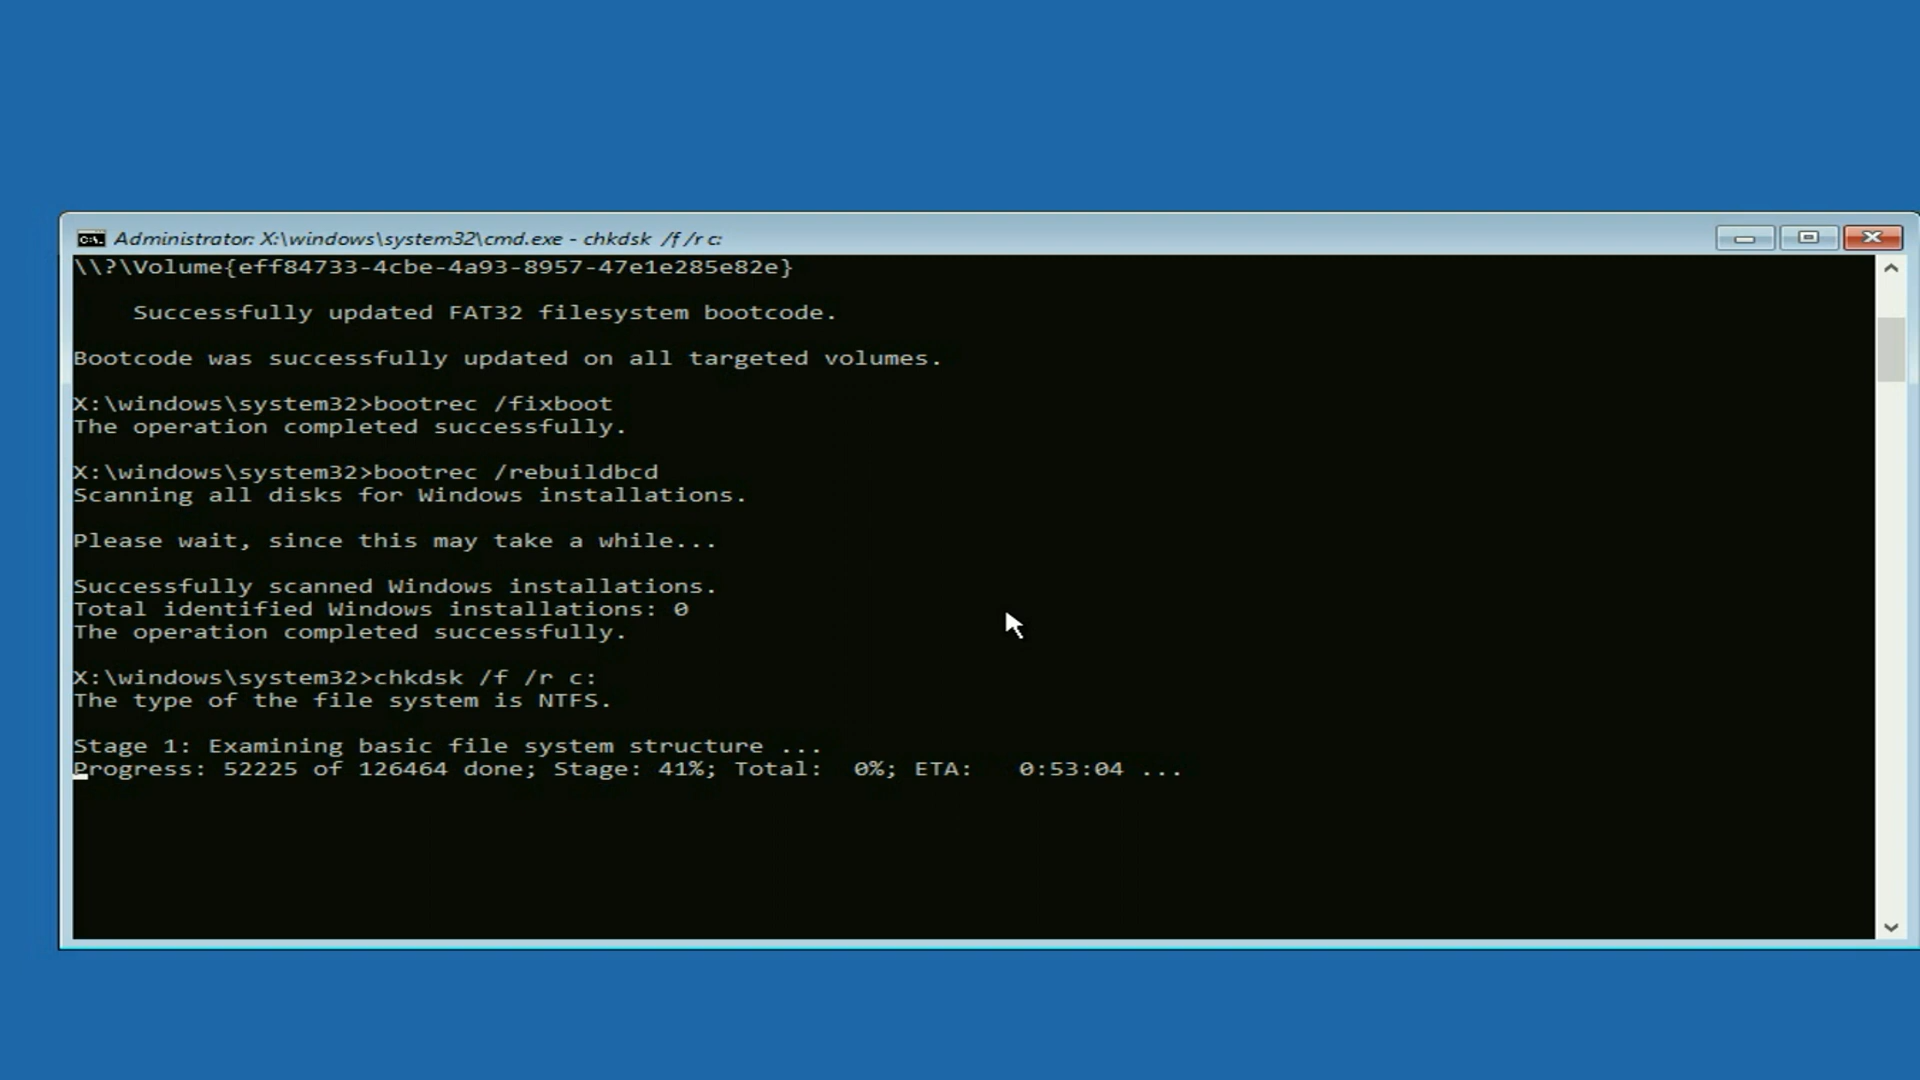 Administrator: X:\windows\system32\cmd.exe - chkdsk /f /r c:
\\?\Volume{eff84733-4cbe-4a93-8957-47e1e285e82e}
Successfully updated FAT32 filesystem bootcode.
Bootcode was successfully updated on all targeted volumes.
X:\windows\system32>bootrec /fixboot
The operation completed successfully.
X:\windows\system32>bootrec /rebuildbcd
Scanning all disks for Windows installations.
Please wait, since this may take a while...
Successfully scanned Windows installations.
Total identified Windows installations: 0
The operation completed successfully.
X:\windows\system32>chkdsk /f /r c:
The type of the file system is NTFS.
Stage 1: Examining basic file system structure ...
Progress: 52225 of 126464 done; Stage: 41%; Total:  0%; ETA:   0:53:04 ...